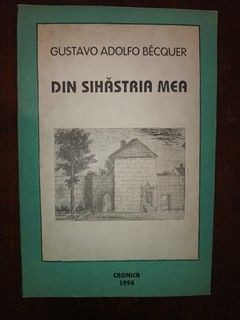 GUSTAVO ADOLFO BÉCQUER
DIN SIHĂSTRIA MEA
CRONICA
1994